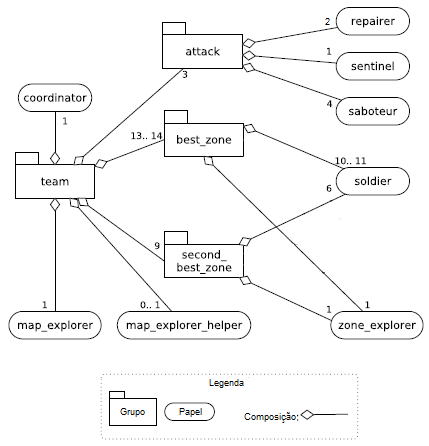 repairer
2
attack
sentinel
1
3
coordinator
4
saboteur
1
13.. 14
best_zone
10.. 11
team
soldier
6
9
second_
best_zone
1
0.. 1
1
1
map_explorer
map_explorer_helper
zone_explorer
Legenda
Grupo
Papel
Composição: